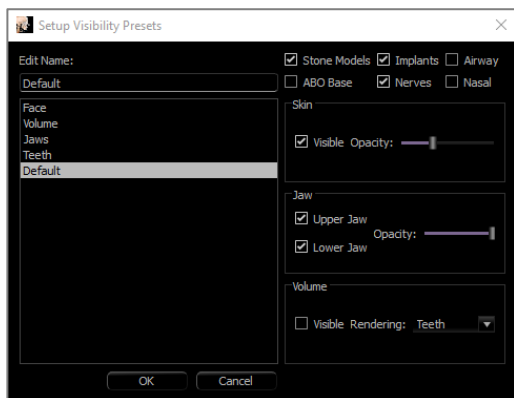 Setup Visibility Presets
Edit Name:
Default
Face
Volume
Jaws
Teeth
Default
OK Cancel
Stone Models Implants Airway
ABO Base Nerves Nasal
Skin
Visible Opacity:
Jaw
Upper Jaw
Opacity:
Lower Jaw
Volume
Visible Rendering: Teeth